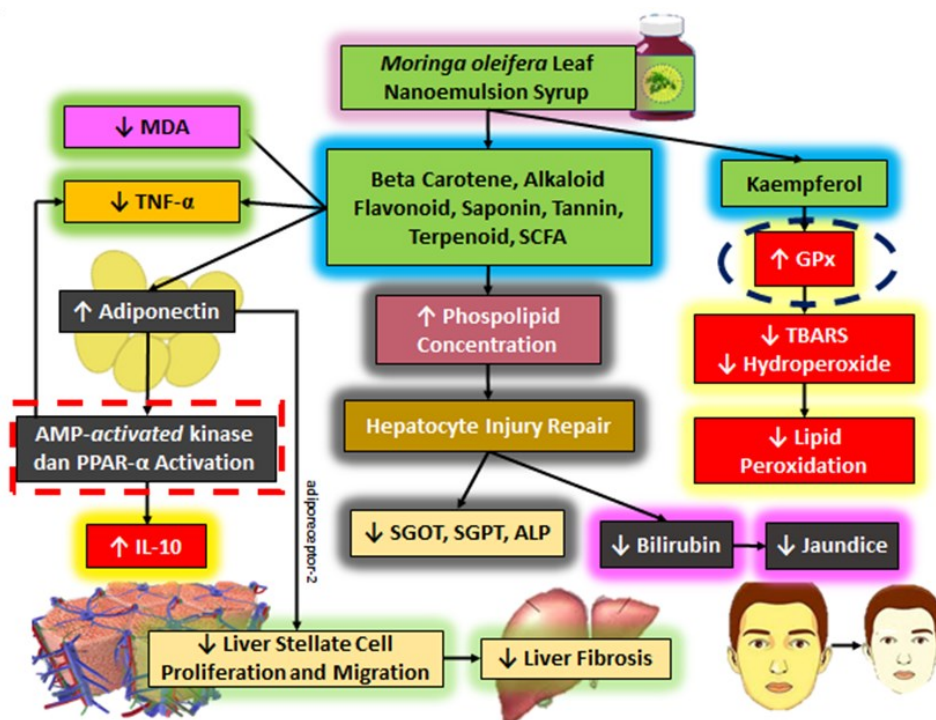 Moringa oleifera Leaf
Nanoemulsion Syrup
↓ MDA
↓ TNF-α
Beta Carotene, Alkaloid
Flavonoid, Saponin, Tannin,
Terpenoid, SCFA
Kaempferol
↑ GPx
↑ Adiponectin
↑ Phospolipid
Concentration
↓ TBARS
↓ Hydroperoxide
AMP-activated kinase
dan PPAR-α Activation
Hepatocyte Injury Repair
↓ Lipid
Peroxidation
adiporeceptor-2
↑ IL-10
↓ SGOT, SGPT, ALP
↓ Bilirubin
↓ Jaundice
↓ Liver Stellate Cell
Proliferation and Migration
↓ Liver Fibrosis